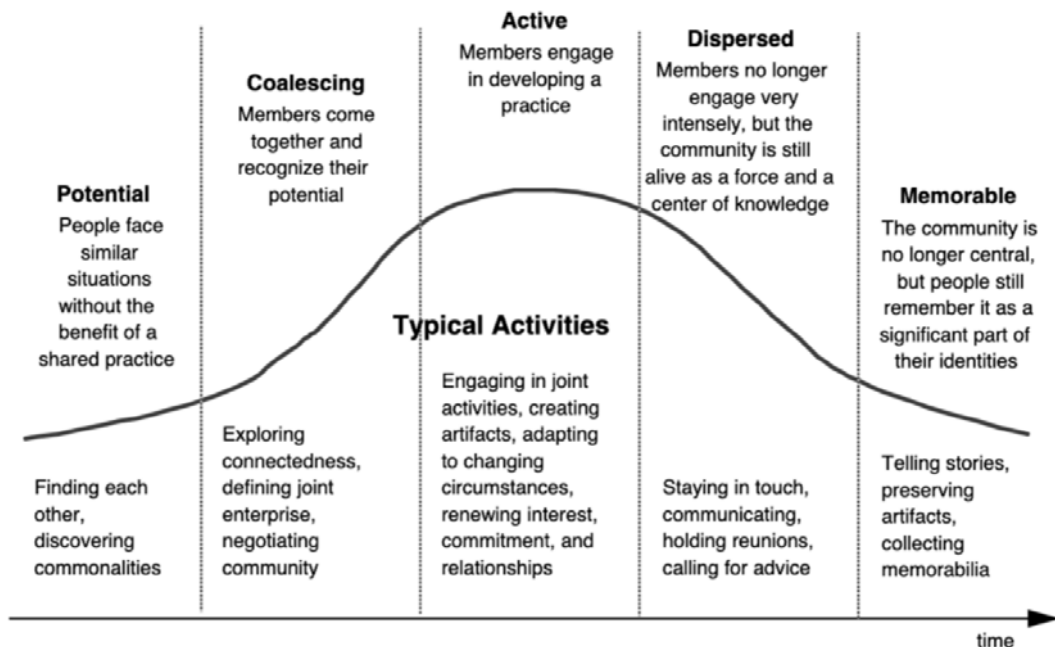 Potential
People face
similar
situations
without the
benefit of a
shared practice
Coalescing
Members come
together and
recognize their
potential
Active
Members engage
in developing a
practice
Dispersed
Members no longer
engage very
intensely, but the
community is still
alive as a force and a
center of knowledge
Memorable
The community is
no longer central,
but people still
remember it as a
significant part of
their identities
Typical Activities
Finding each
other,
discovering
commonalities
Exploring
connectedness,
defining joint
enterprise,
negotiating
community
Engaging in joint
activities, creating
artifacts, adapting
to changing
circumstances,
renewing interest,
commitment, and
relationships
Staying in touch,
communicating,
holding reunions,
calling for advice
Telling stories,
preserving
artifacts,
collecting
memorabilia
time